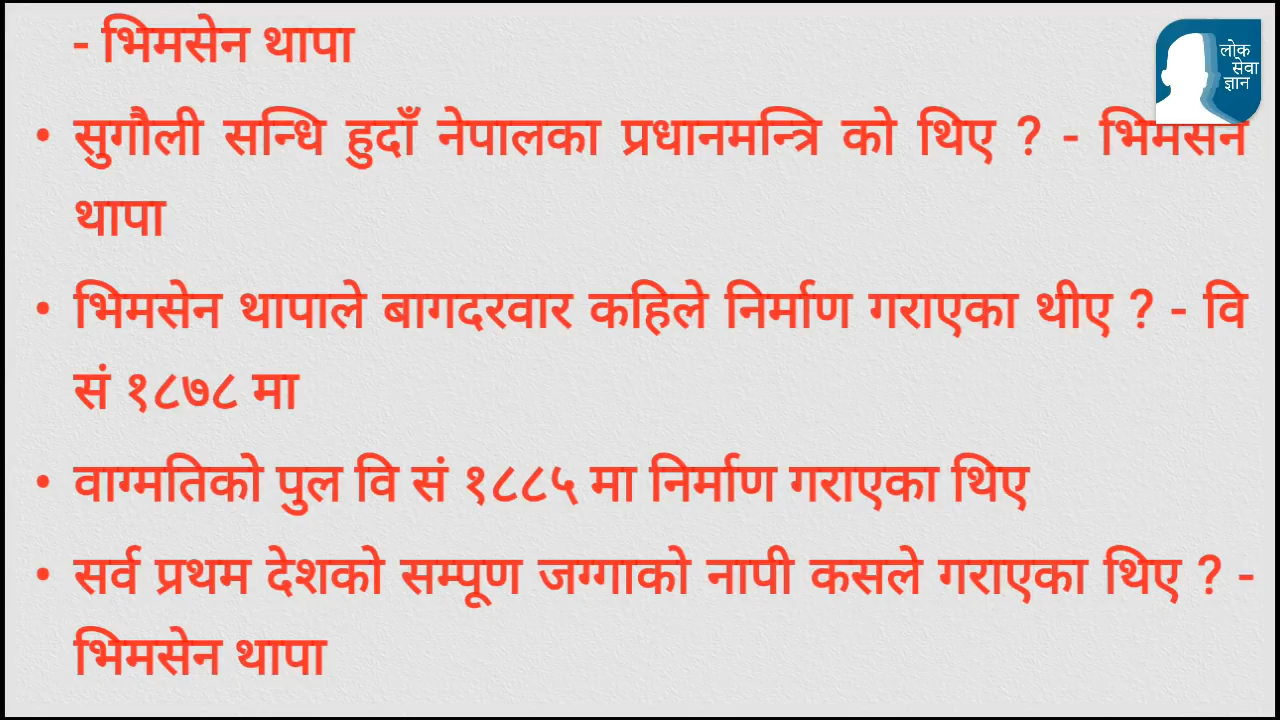 - भिमसेन थापा
लोक
सेवा
ज्ञान
• सुगौली सन्धि हुदाँ नेपालका प्रधानमन्त्रि को थिए ? - भिमसेन
थापा
• भिमसेन थापाले बागदरवार कहिले निर्माण गराएका थीए ? - वि
सं १८७८ मा
• वाग्मतिको पुल वि सं १८८५ मा निर्माण गराएका थिए
• सर्व प्रथम देशको सम्पूण जग्गाको नापी कसले गराएका थिए ? -
भिमसेन थापा